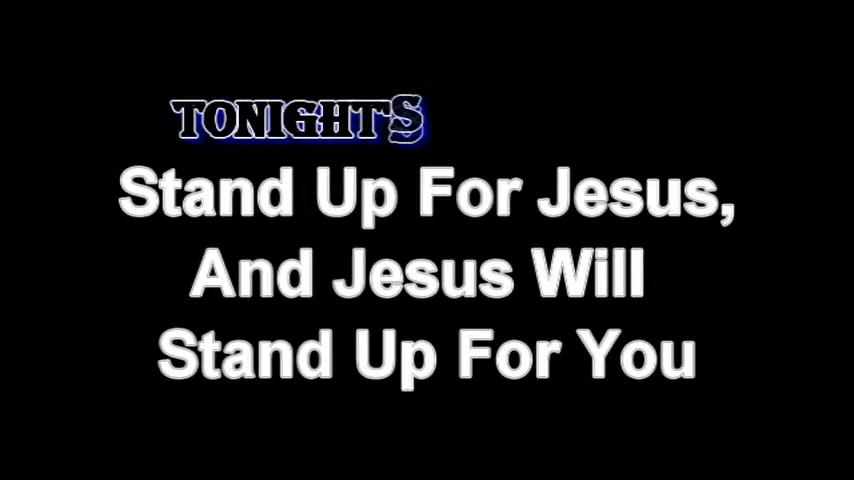 TONIGHTS
Stand Up For Jesus,
And Jesus Will
Stand Up For You